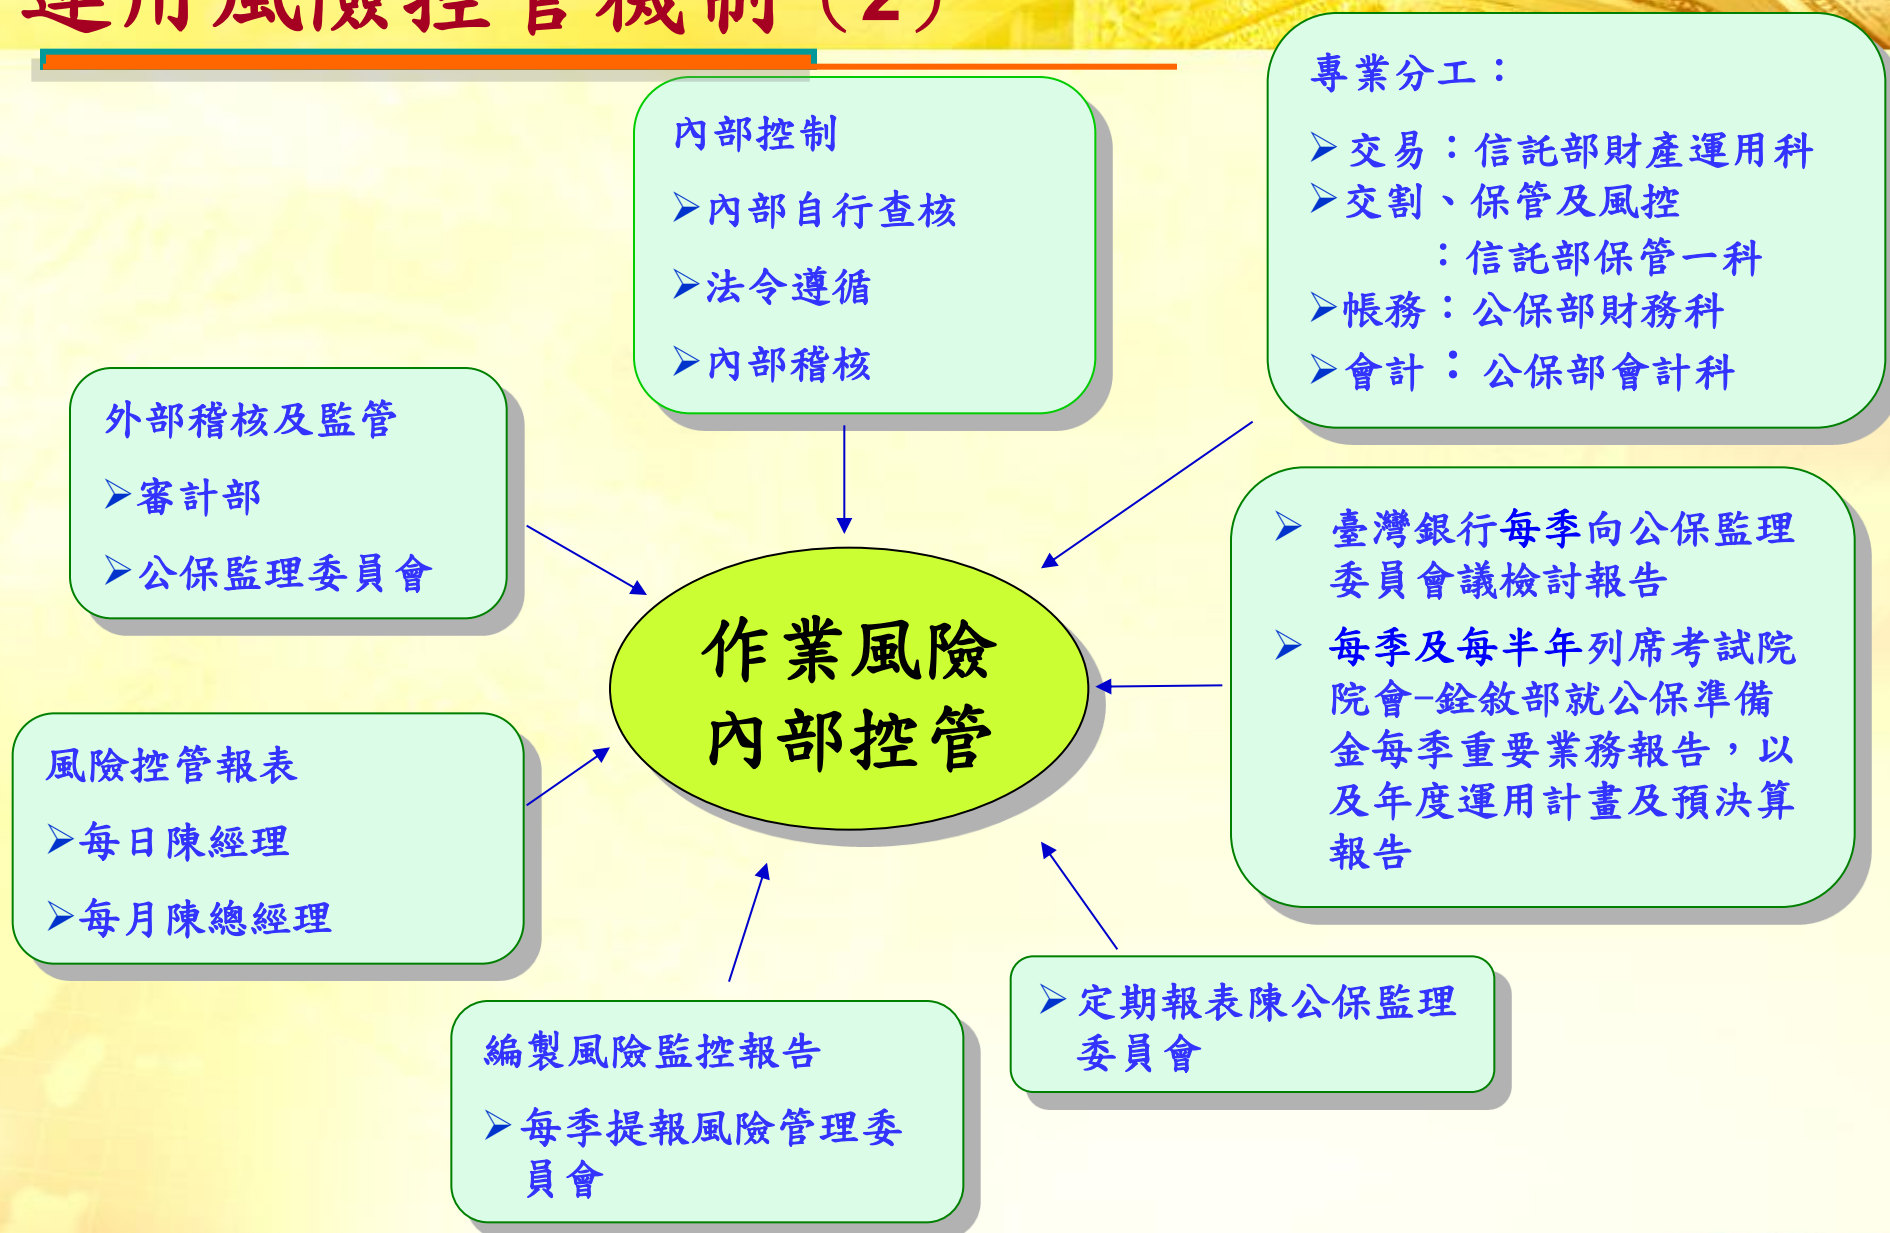 運用風險控管機制（2）
內部控制
➢內部自行查核
➢法令遵循
➢內部稽核
專業分工：
➢交易：信託部財產運用科
➢交割、保管及風控
：信託部保管一科
➢帳務：公保部財務科
➢會計：公保部會計科
外部稽核及監管
➢審計部
➢公保監理委員會
作業風險
內部控管
➢臺灣銀行每季向公保監理
委員會議檢討報告
➢每季及每半年列席考試院
院會-銓敘部就公保準備
金每季重要業務報告，以
及年度運用計畫及預決算
報告
風險控管報表
➢每日陳經理
➢每月陳總經理
編製風險監控報告
➢每季提報風險管理委
員會
➢定期報表陳公保監理
委員會